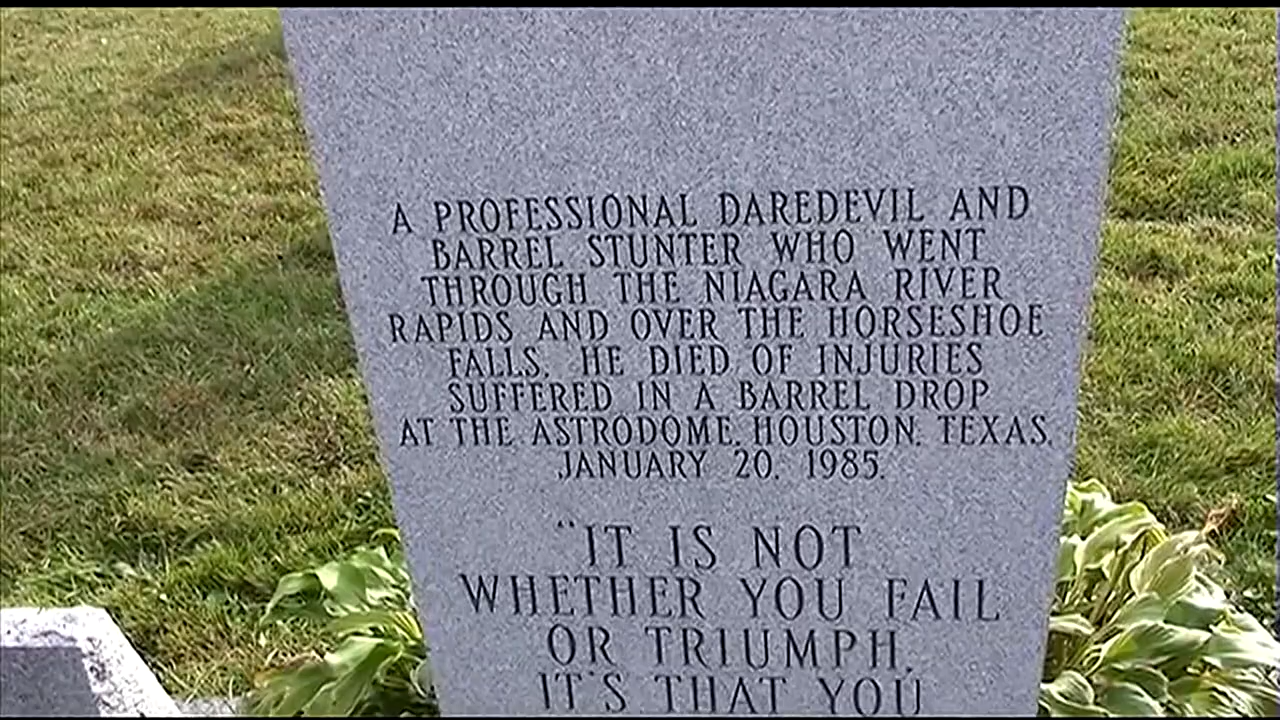 A PROFESSIONAL DAREDEVIL AND
BARREL STUNTER WHO WENT
THROUGH THE NIAGARA RIVER
RAPIDS AND OVER THE HORSESHOE
FALLS. HE DIED OF INJURIES
SUFFERED IN A BARREL DROP
AT THE ASTRODOME, HOUSTON, TEXAS,
JANUARY 20, 1985.
"IT IS NOT
WHETHER YOU FAIL
OR TRIUMPH,
IT'S THAT YOU